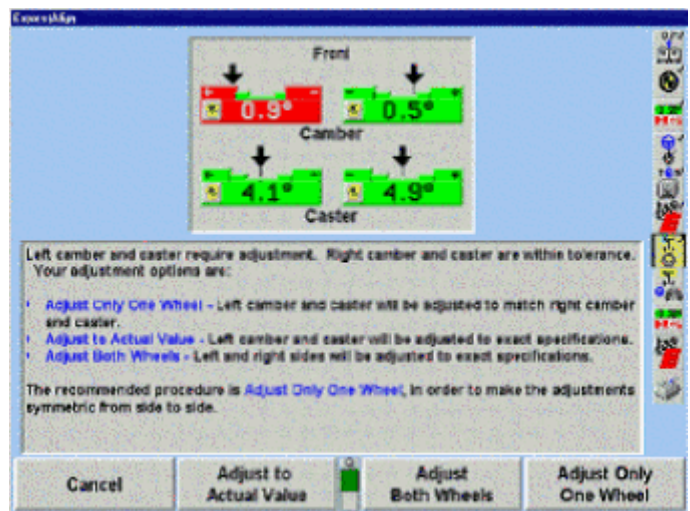 ExpressAlign
Front
0.9° 0.5°
Camber
4.1° 4.9°
Caster
Left camber and caster require adjustment. Right camber and caster are within tolerance.
Your adjustment options are:
Adjust Only One Wheel - Left camber and caster will be adjusted to match right camber
and caster.
Adjust to Actual Value - Left camber and caster will be adjusted to exact specifications.
Adjust Both Wheels - Left and right sides will be adjusted to exact specifications.
The recommended procedure is Adjust Only One Wheel, in order to make the adjustments
symmetric from side to side.
Cancel
Adjust to
Actual Value
Adjust
Both Wheels
Adjust Only
One Wheel